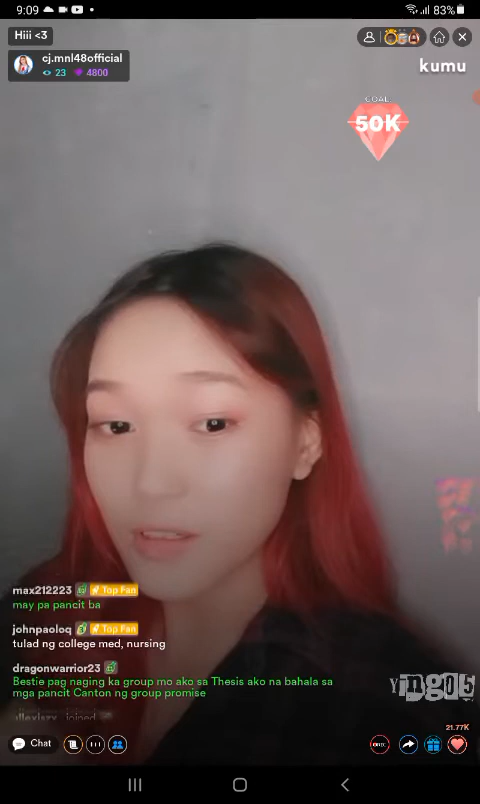 9:09
83%
Hiii <3
cj.mnl48official
23 4800
kumu
GOAL:
50K
max212223 Top Fan
may pa pancit ba
johnpaoloq Top Fan
tulad ng college med, nursing
dragonwarrior23
Bestie pag naging ka group mo ako sa Thesis ako na bahala sa
mga pancit Canton ng group promise
joined
Yingo5
21.77K
Chat